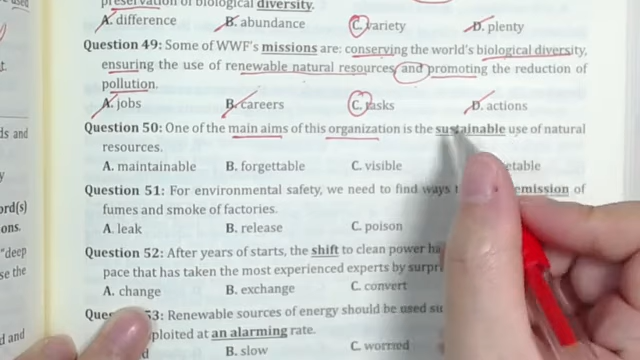 preservation of biological diversity.
A. difference B. abundance C. variety D. plenty
Question 49: Some of WWF's missions are: conserving the world's biological diversity,
ensuring the use of renewable natural resources, and promoting the reduction of
pollution.
A. jobs B. careers C. tasks D. actions
Question 50: One of the main aims of this organization is the sustainable use of natural
resources.
A. maintainable B. forgettable C. visible etable
Question 51: For environmental safety, we need to find ways emission of
fumes and smoke of factories.
A. leak B. release C. poison
Question 52: After years of starts, the shift to clean power
pace that has taken the most experienced experts by
A. change B. exchange C. convert
53: Renewable sources of energy should be used
ploited at an alarming rate.
B. slow C. worried
used
ds and
ord(s)
ons.
"deep
se the
d and